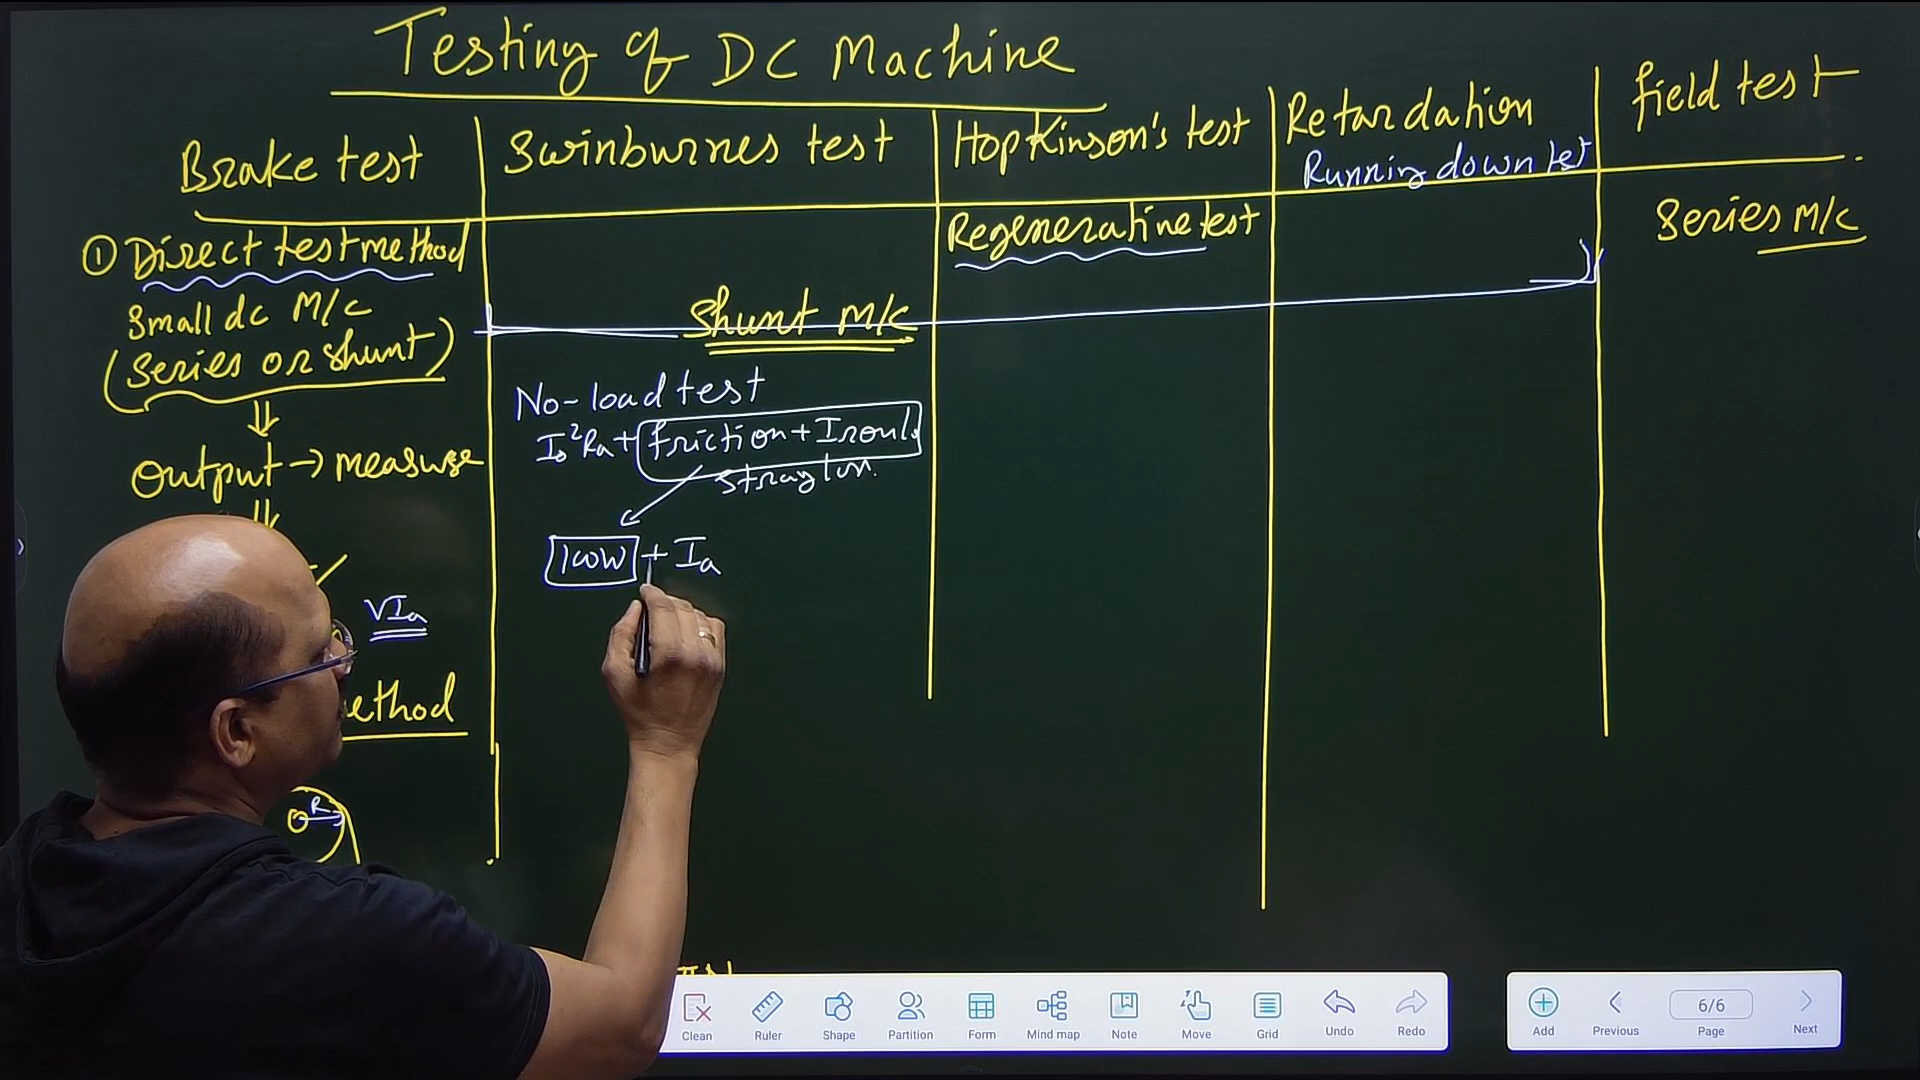 Testing of DC Machine
Brake test
Swinburnes test
Hopkinson's test
Retardation
Running down test
field test
① Direct test method
Small dc M/c
(Series or Shunt)
⇓
Output → measure
⇓
VIa
ethod
R
Shunt M/c
No-load test
I₀²Ra + friction + Iron l.
stray loss.
100W + Ia
Regenerative test
Series M/c
Clean
Ruler
Shape
Partition
Form
Mind map
Note
Move
Grid
Undo
Redo
Add
Previous
6/6
Page
Next